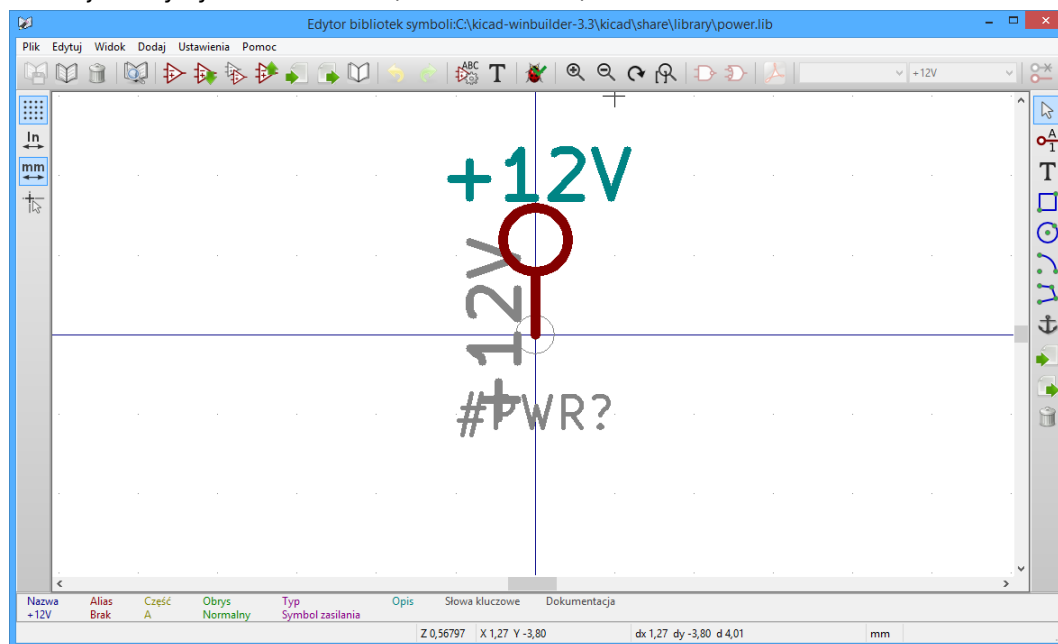 Edytor bibliotek symboli:C:\kicad-winbuilder-3.3\kicad\share\library\power.lib
Plik Edytuj Widok Dodaj Ustawienia Pomoc
ABC T +12V
In
mm
A
1
T
+12V
+12V
#PWR?
Nazwa Alias Część Obrys Typ Opis Słowa kluczowe Dokumentacja
+12V Brak A Normalny Symbol zasilania
Z 0,56797 X 1,27 Y -3,80 dx 1,27 dy -3,80 d 4,01 mm